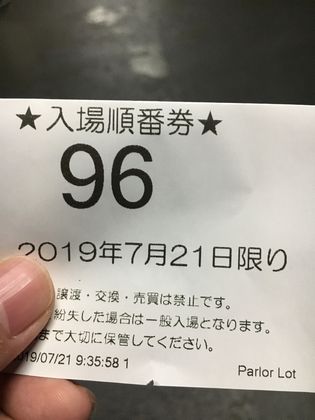 ★入場順番券★
96
2019年7月21日限り
譲渡・交換・売買は禁止です。
紛失した場合は一般入場となります。
まで大切に保管してください。
019/07/21 9:35:58 1
Parlor Lot